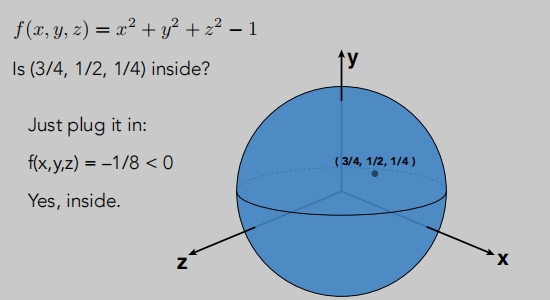 f(x, y, z) = x² + y² + z² − 1
Is (3/4, 1/2, 1/4) inside?
Just plug it in:
f(x,y,z) = –1/8 < 0
Yes, inside.
y
( 3/4, 1/2, 1/4 )
z
x